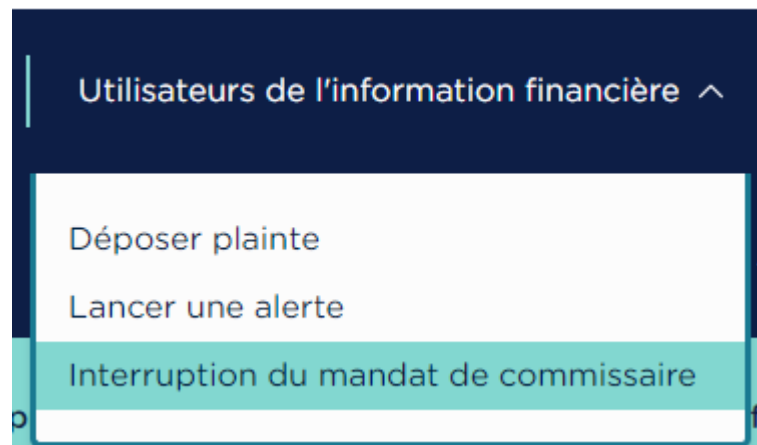 Utilisateurs de l'information financière
Déposer plainte
Lancer une alerte
Interruption du mandat de commissaire